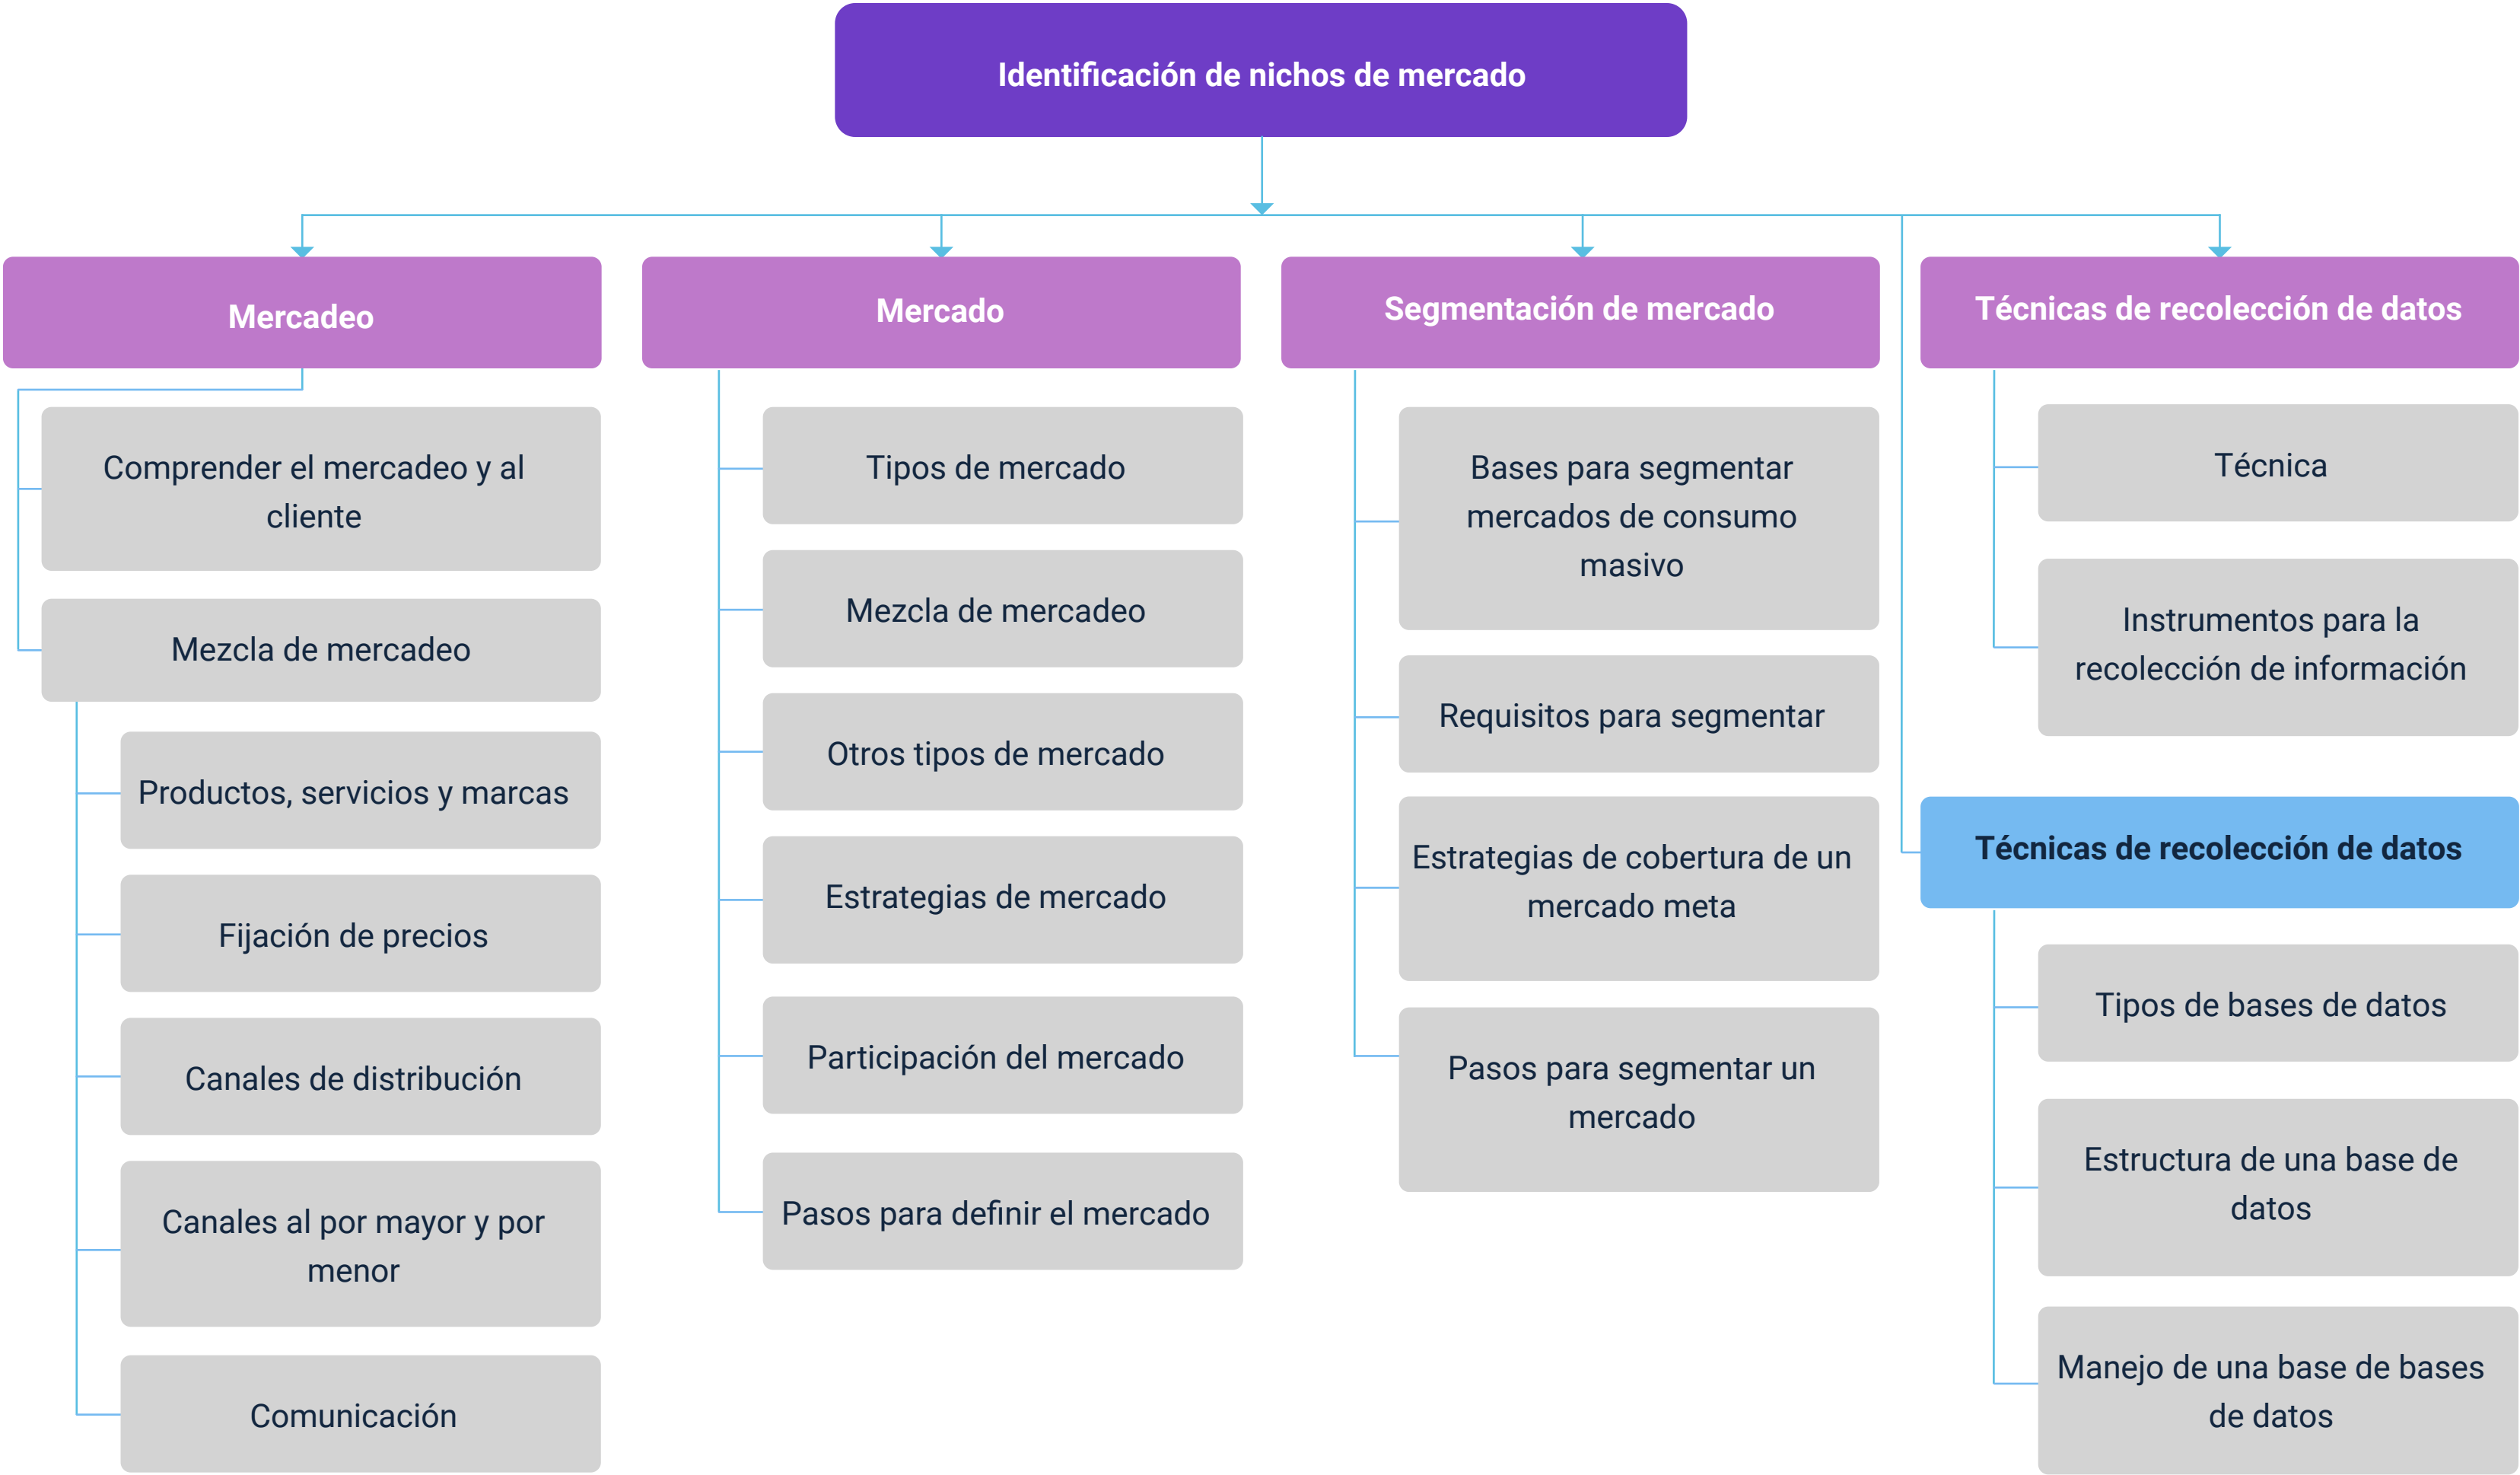 Identificación de nichos de mercado
Mercadeo
Comprender el mercadeo y al
cliente
Mezcla de mercadeo
Productos, servicios y marcas
Fijación de precios
Canales de distribución
Canales al por mayor y por
menor
Comunicación
Mercado
Tipos de mercado
Mezcla de mercadeo
Otros tipos de mercado
Estrategias de mercado
Participación del mercado
Pasos para definir el mercado
Segmentación de mercado
Bases para segmentar
mercados de consumo
masivo
Requisitos para segmentar
Estrategias de cobertura de un
mercado meta
Pasos para segmentar un
mercado
Técnicas de recolección de datos
Técnica
Instrumentos para la
recolección de información
Técnicas de recolección de datos
Tipos de bases de datos
Estructura de una base de
datos
Manejo de una base de bases
de datos